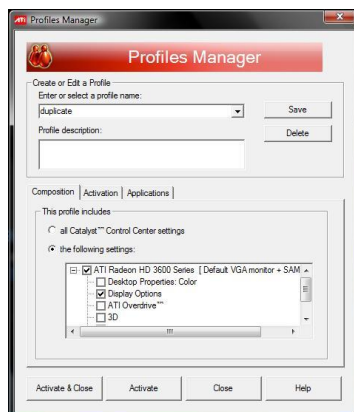 ATI Profiles Manager
Profiles Manager
Create or Edit a Profile
Enter or select a profile name:
duplicate
Save
Profile description:
Delete
Composition Activation Applications
This profile includes
all Catalyst™ Control Center settings
the following settings:
ATI Radeon HD 3600 Series [ Default VGA monitor + SAM
Desktop Properties: Color
Display Options
ATI Overdrive™
3D
Activate & Close Activate Close Help